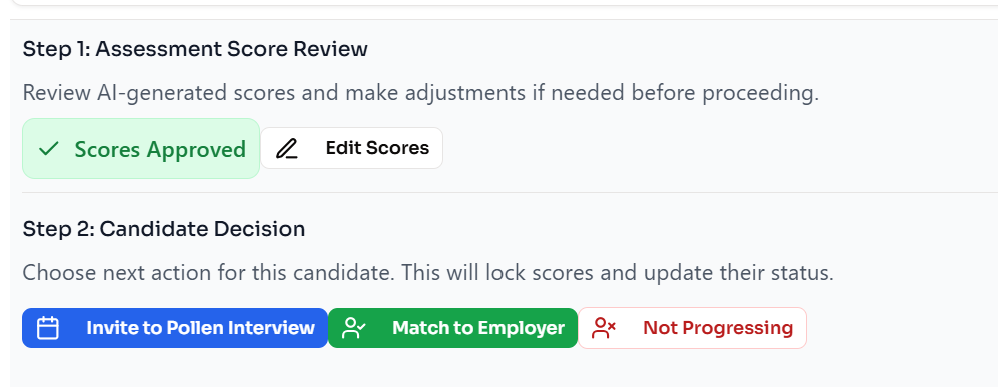 Step 1: Assessment Score Review
Review AI-generated scores and make adjustments if needed before proceeding.
Scores Approved Edit Scores
Step 2: Candidate Decision
Choose next action for this candidate. This will lock scores and update their status.
Invite to Pollen Interview Match to Employer Not Progressing